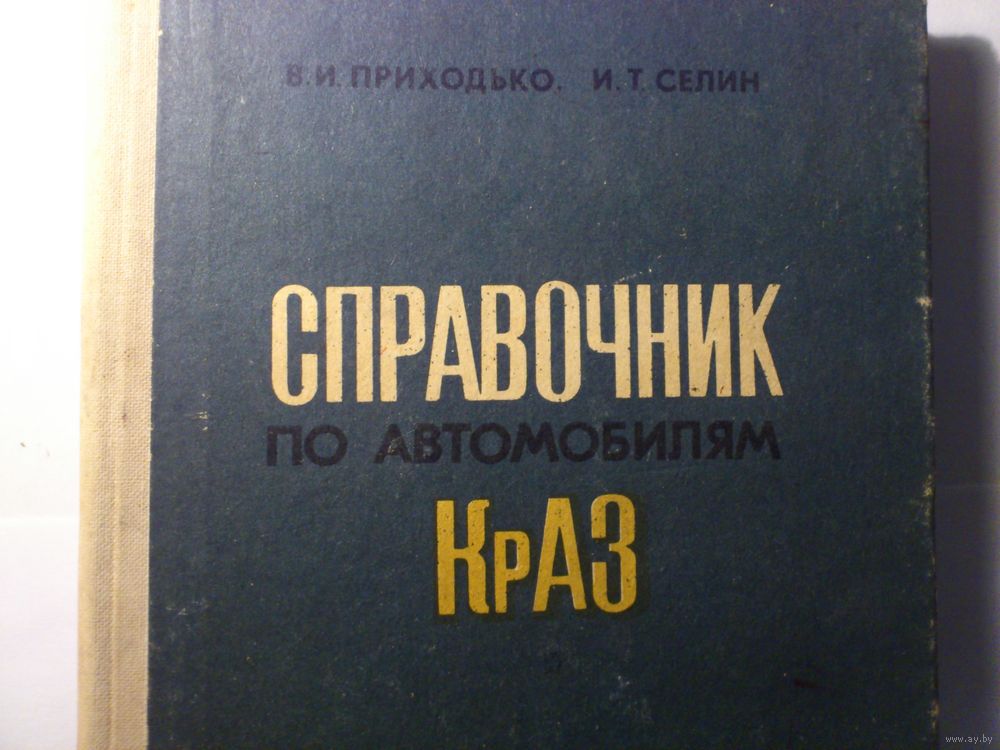 В.И. ПРИХОДЬКО. И.Т. СЕЛИН
СПРАВОЧНИК
ПО АВТОМОБИЛЯМ
КрАЗ
www.ay.by